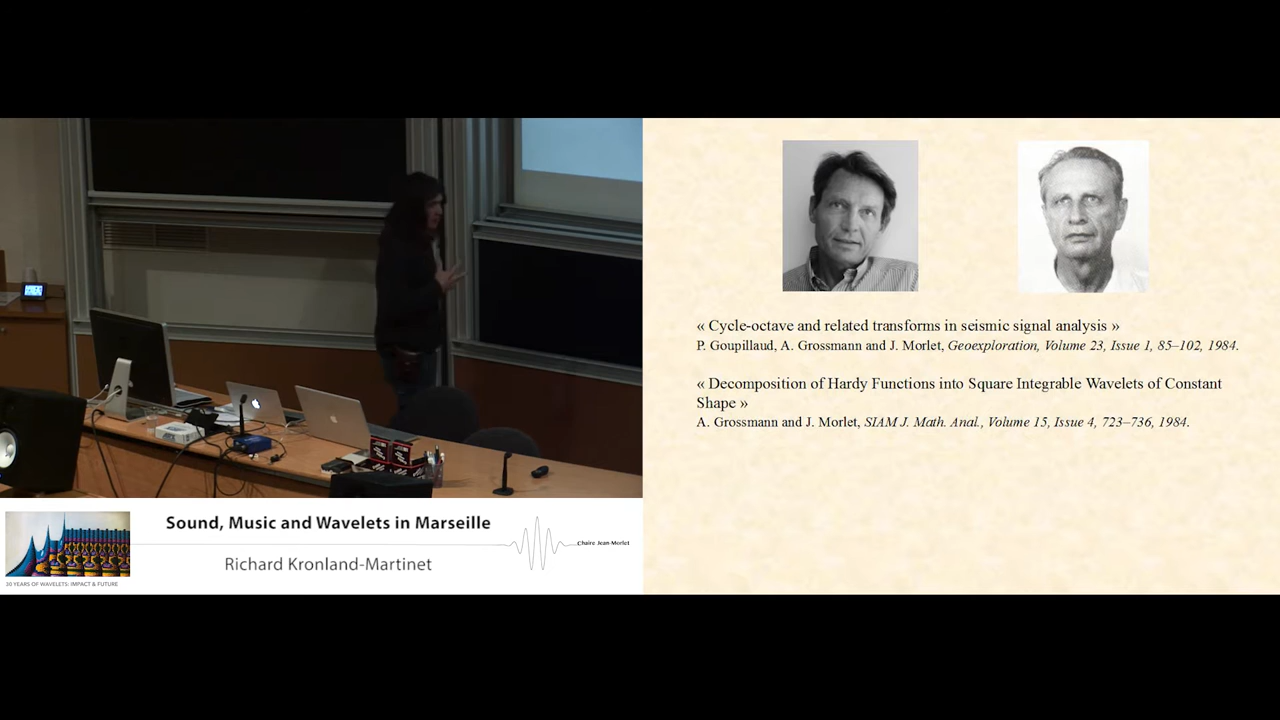 « Cycle-octave and related transforms in seismic signal analysis »
P. Goupillaud, A. Grossmann and J. Morlet, Geoexploration, Volume 23, Issue 1, 85–102, 1984.
« Decomposition of Hardy Functions into Square Integrable Wavelets of Constant
Shape »
A. Grossmann and J. Morlet, SIAM J. Math. Anal., Volume 15, Issue 4, 723–736, 1984.
Sound, Music and Wavelets in Marseille
Chaire Jean-Morlet
Richard Kronland-Martinet
30 YEARS OF WAVELETS: IMPACT & FUTURE